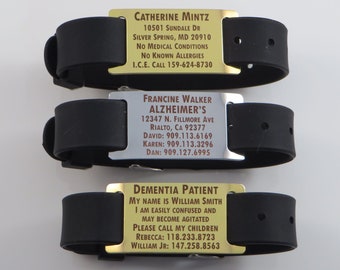 CATHERINE MINTZ
10501 SUNDALE DR
SILVER SPRING, MD 20910
NO MEDICAL CONDITIONS
NO KNOWN ALLERGIES
I.C.E. CALL 159-624-8730
FRANCINE WALKER
ALZHEIMER'S
12347 N. FILLMORE AVE
RIALTO, CA 92377
DAVID: 909.113.6169
KAREN: 909.113.3296
DAN: 909.127.6995
DEMENTIA PATIENT
MY NAME IS WILLIAM SMITH
I AM EASILY CONFUSED AND
MAY BECOME AGITATED
PLEASE CALL MY CHILDREN
REBECCA: 118.233.8723
WILLIAM JR: 147.258.8563